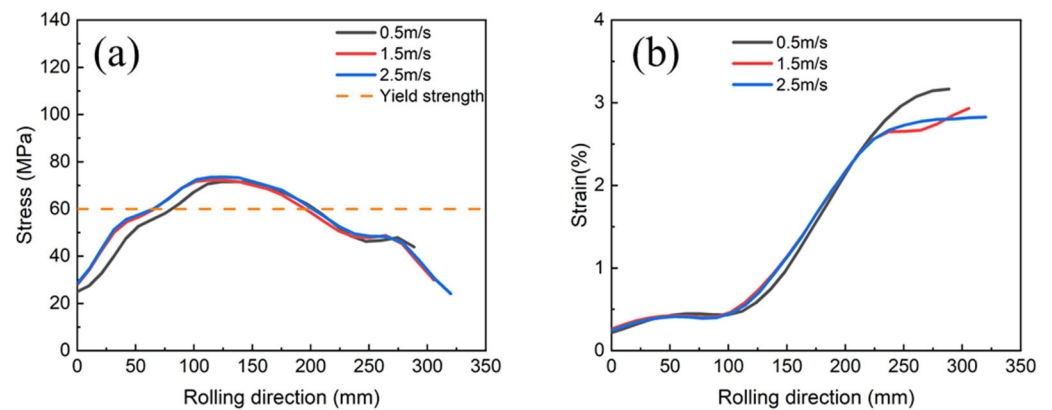 (a)
0.5m/s
1.5m/s
2.5m/s
Yield strength
Stress (MPa)
140
120
100
80
60
40
20
0
0 50 100 150 200 250 300 350
Rolling direction (mm)
(b)
0.5m/s
1.5m/s
2.5m/s
Strain(%)
4
3
2
1
0
0 50 100 150 200 250 300 350
Rolling direction (mm)